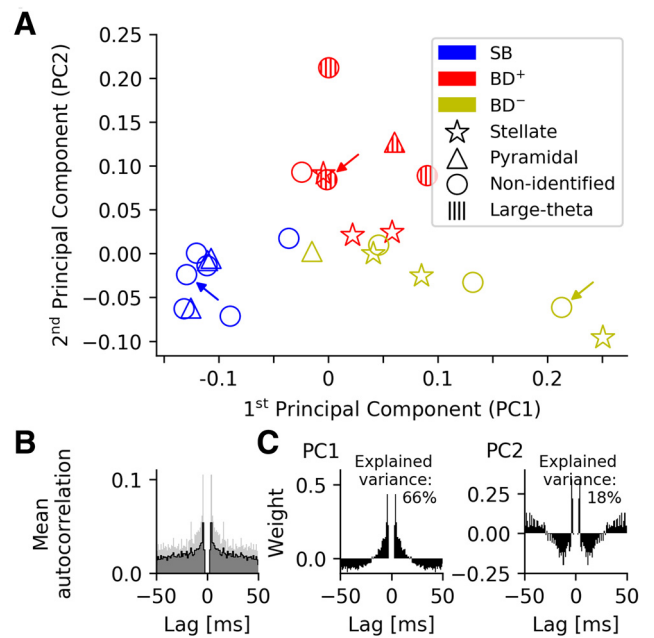 A
0.25
0.20
0.15
0.10
0.05
0.00
−0.05
−0.10
2nd Principal Component (PC2)
SB
BD+
BD−
Stellate
Pyramidal
Non-identified
Large-theta
-0.1
0
0.1
0.2
1st Principal Component (PC1)
B
Mean
autocorrelation
0.1
0.0
−50
0
50
Lag [ms]
C
PC1
Explained
variance:
66%
Weight
0.5
0.0
−50
0
50
Lag [ms]
PC2
Explained
variance:
18%
0.25
0.00
−0.25
−50
0
50
Lag [ms]